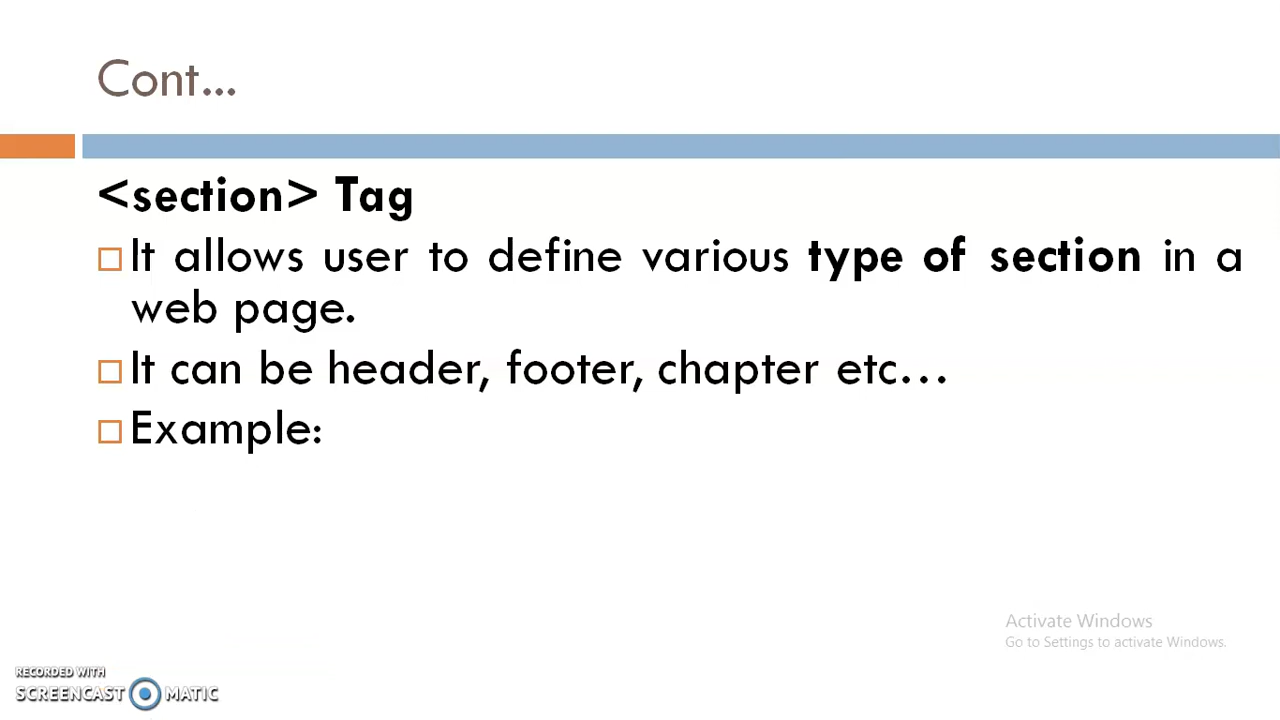 Cont...
<section> Tag
It allows user to define various type of section in a
web page.
It can be header, footer, chapter etc…
Example:
Activate Windows
Go to Settings to activate Windows.
RECORDED WITH
SCREENCAST MATIC